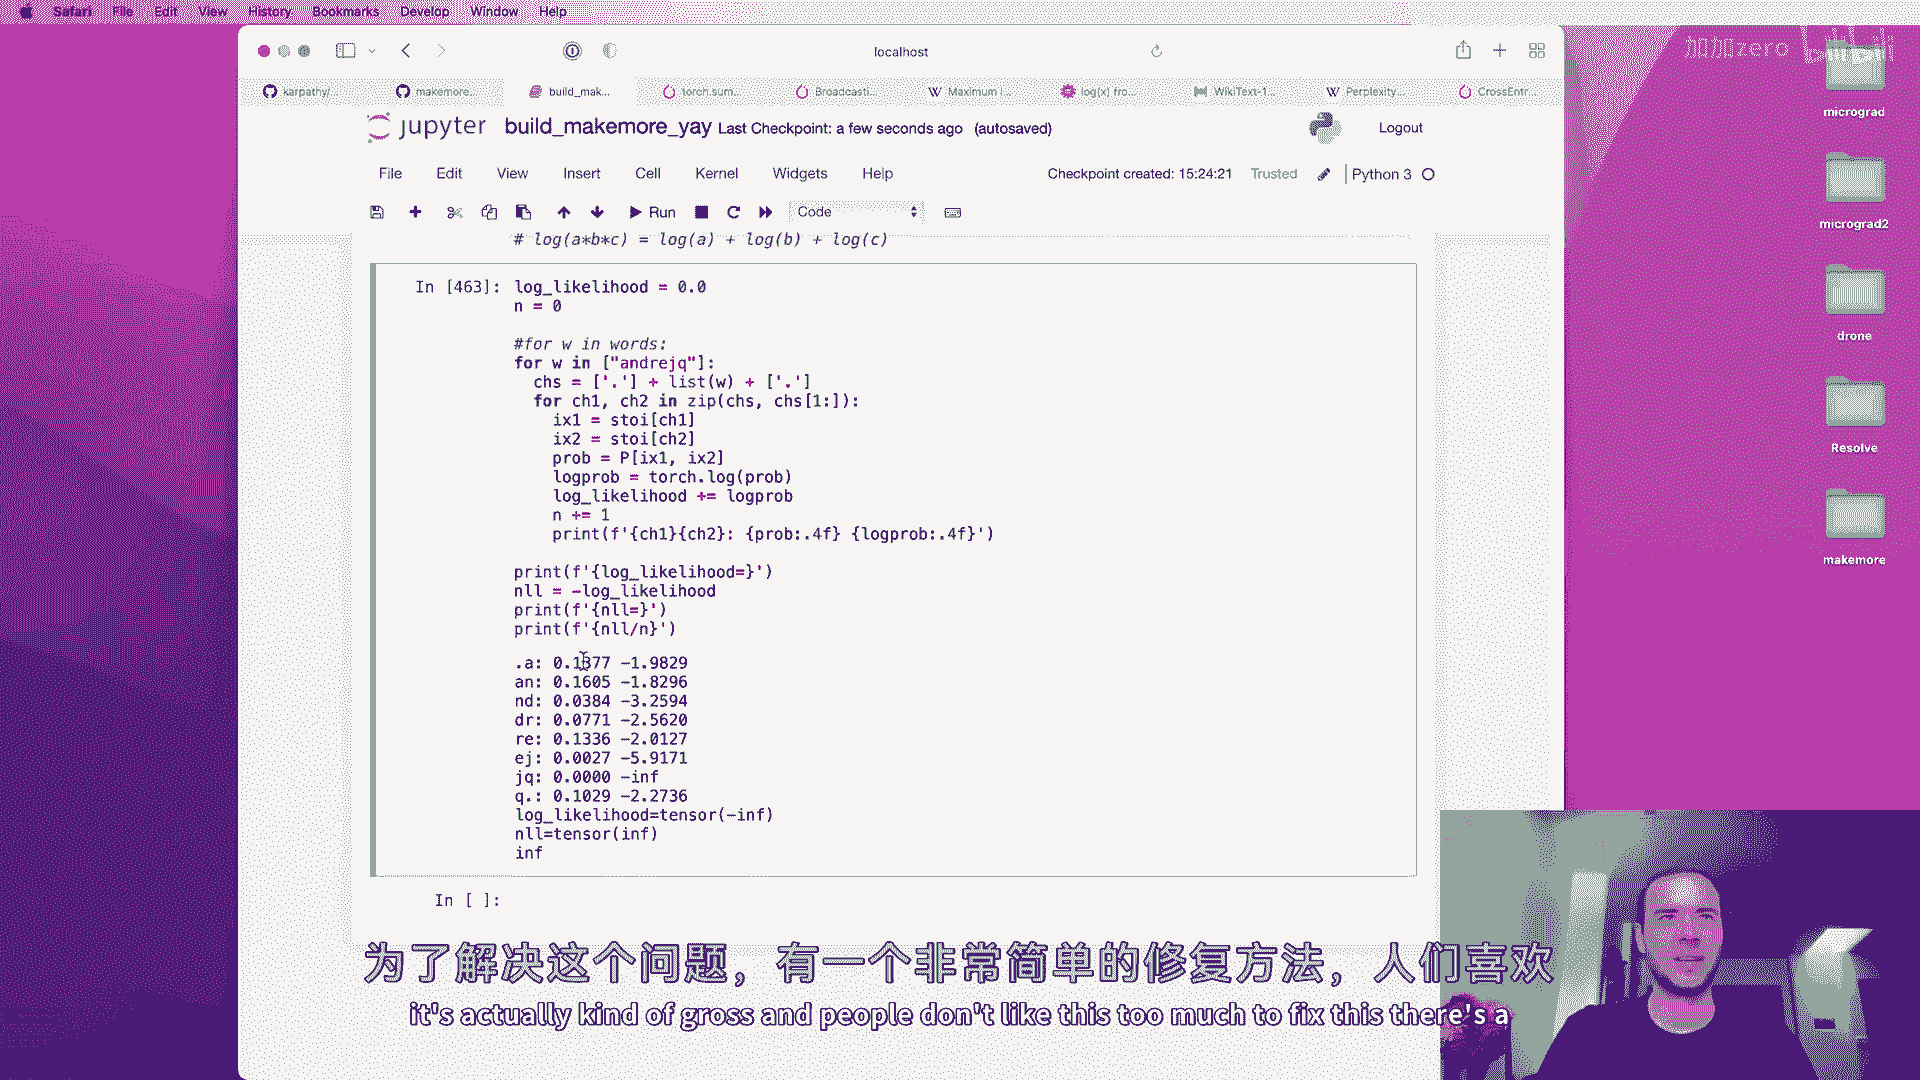 Safari File Edit View History Bookmarks Develop Window Help
localhost
加加zero bilibili
karpathy/... makemore... build_mak... torch.sum... Broadcasti... Maximum l... log(x) fro... WikiText-1... Perplexity... CrossEntr...
jupyter build_makemore_yay Last Checkpoint: a few seconds ago (autosaved)
Logout
File Edit View Insert Cell Kernel Widgets Help
Checkpoint created: 15:24:21 Trusted Python 3
Run Code
# log(a*b*c) = log(a) + log(b) + log(c)
In [463]: log_likelihood = 0.0
n = 0
#for w in words:
for w in ["andrejq"]:
chs = ['.'] + list(w) + ['.']
for ch1, ch2 in zip(chs, chs[1:]):
ix1 = stoi[ch1]
ix2 = stoi[ch2]
prob = P[ix1, ix2]
logprob = torch.log(prob)
log_likelihood += logprob
n += 1
print(f'{ch1}{ch2}: {prob:.4f} {logprob:.4f}')
print(f'{log_likelihood=}')
nll = -log_likelihood
print(f'{nll=}')
print(f'{nll/n}')
.a: 0.1377 -1.9829
an: 0.1605 -1.8296
nd: 0.0384 -3.2594
dr: 0.0771 -2.5620
re: 0.1336 -2.0127
ej: 0.0027 -5.9171
jq: 0.0000 -inf
q.: 0.1029 -2.2736
log_likelihood=tensor(-inf)
nll=tensor(inf)
inf
In [ ]:
micrograd
micrograd2
drone
Resolve
makemore
为了解决这个问题，有一个非常简单的修复方法，人们喜欢
it's actually kind of gross and people don't like this too much to fix this there's a